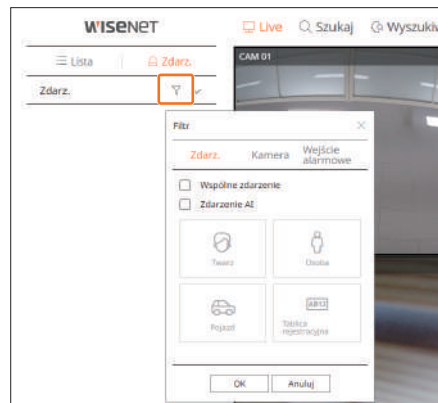 WISENET
Live
Szukaj
Wyszukiw
Lista
Zdarz.
CAM 01
Zdarz.
Filtr
Zdarz.
Kamera
Wejście
alarmowe
Wspólne zdarzenie
Zdarzenie AI
Twarz
Osoba
Pojazd
AB12
Tablica
rejestracyjna
OK
Anuluj